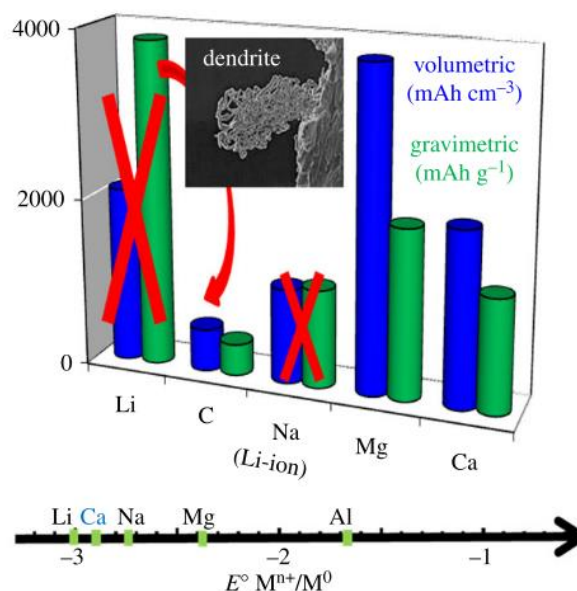 4000
dendrite
volumetric
(mAh cm⁻³)
gravimetric
(mAh g⁻¹)
2000
0
Li
C
Na
(Li-ion)
Mg
Ca
Li Ca Na Mg Al
–3 –2 –1
E° Mⁿ⁺/M⁰